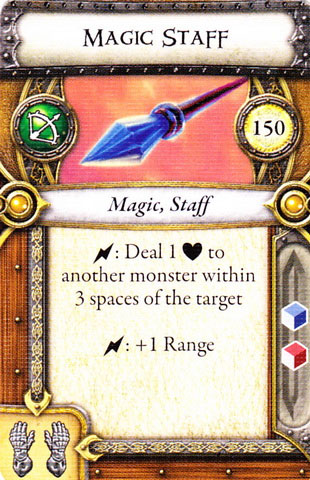 MAGIC STAFF
150
Magic, Staff
: Deal 1 ♥ to
another monster within
3 spaces of the target
: +1 Range